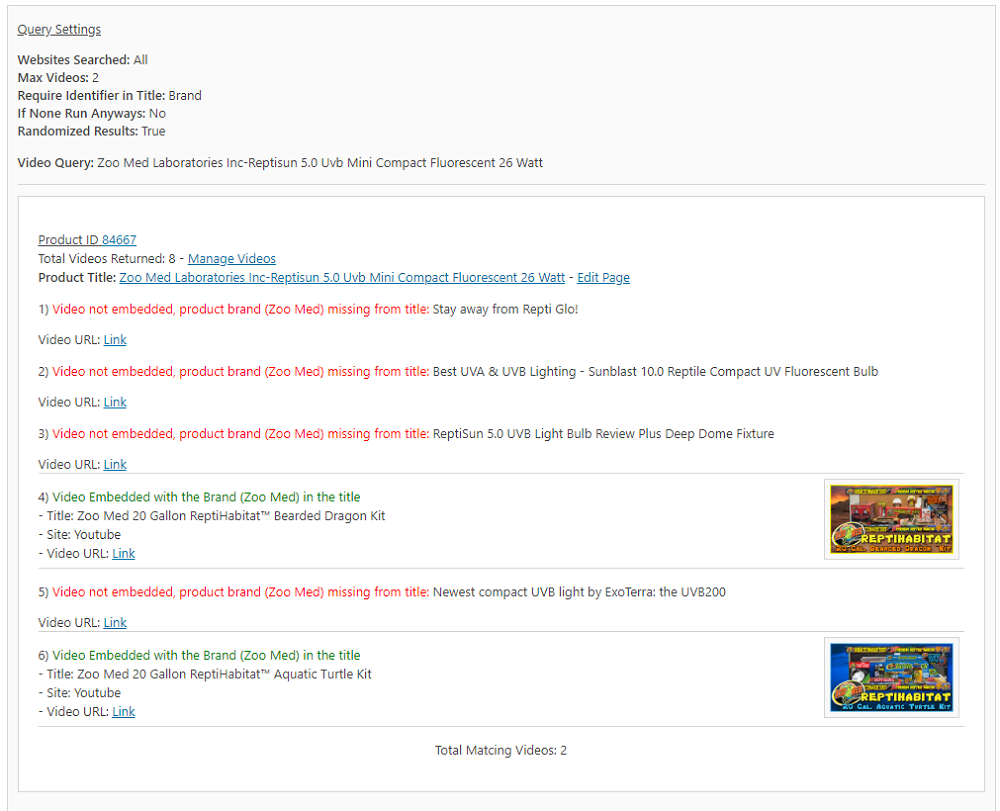 Query Settings
Websites Searched: All
Max Videos: 2
Require Identifier in Title: Brand
If None Run Anyways: No
Randomized Results: True
Video Query: Zoo Med Laboratories Inc-Reptisun 5.0 Uvb Mini Compact Fluorescent 26 Watt
Product ID 84667
Total Videos Returned: 8 - Manage Videos
Product Title: Zoo Med Laboratories Inc-Reptisun 5.0 Uvb Mini Compact Fluorescent 26 Watt - Edit Page
1) Video not embedded, product brand (Zoo Med) missing from title: Stay away from Repti Glo!
Video URL: Link
2) Video not embedded, product brand (Zoo Med) missing from title: Best UVA & UVB Lighting - Sunblast 10.0 Reptile Compact UV Fluorescent Bulb
Video URL: Link
3) Video not embedded, product brand (Zoo Med) missing from title: ReptiSun 5.0 UVB Light Bulb Review Plus Deep Dome Fixture
Video URL: Link
4) Video Embedded with the Brand (Zoo Med) in the title
- Title: Zoo Med 20 Gallon ReptiHabitat™ Bearded Dragon Kit
- Site: Youtube
- Video URL: Link
REPTIHABITAT
20 Gal. Bearded Dragon Kit
5) Video not embedded, product brand (Zoo Med) missing from title: Newest compact UVB light by ExoTerra: the UVB200
Video URL: Link
6) Video Embedded with the Brand (Zoo Med) in the title
- Title: Zoo Med 20 Gallon ReptiHabitat™ Aquatic Turtle Kit
- Site: Youtube
- Video URL: Link
REPTIHABITAT
20 Gal. Aquatic Turtle Kit
Total Matcing Videos: 2